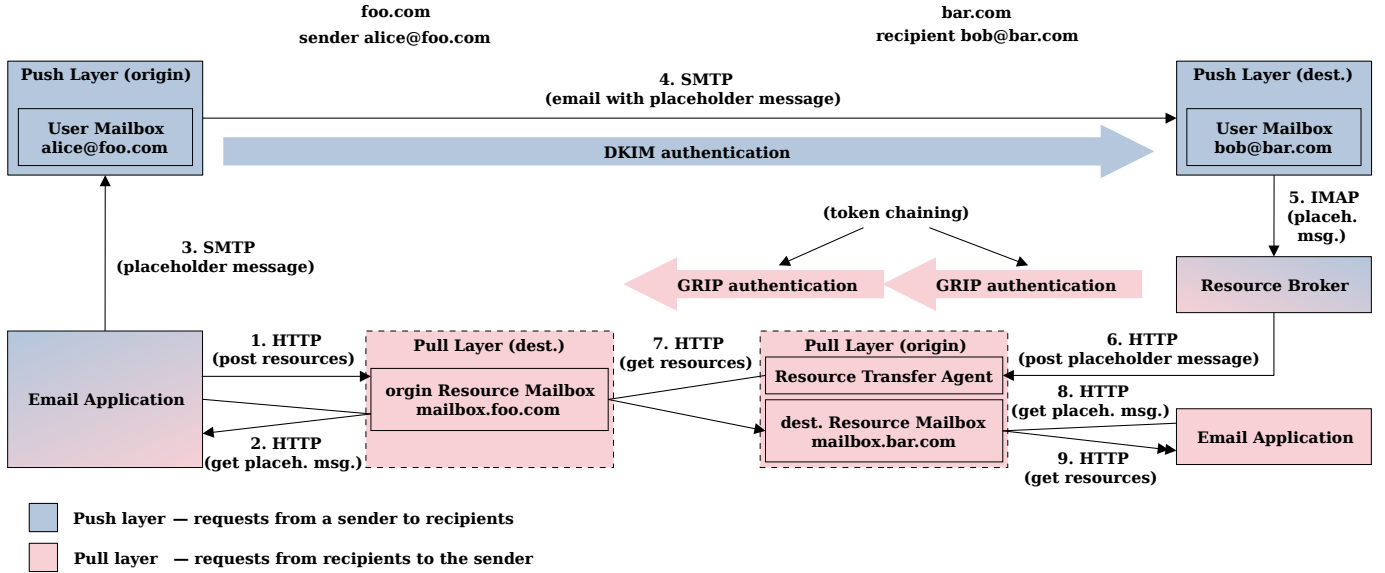 foo.com
sender alice@foo.com
bar.com
recipient bob@bar.com
Push Layer (origin)
User Mailbox
alice@foo.com
4. SMTP
(email with placeholder message)
DKIM authentication
Push Layer (dest.)
User Mailbox
bob@bar.com
3. SMTP
(placeholder message)
(token chaining)
GRIP authentication
GRIP authentication
5. IMAP
(placeh.
msg.)
Resource Broker
Email Application
1. HTTP
(post resources)
2. HTTP
(get placeh. msg.)
Pull Layer (dest.)
orgin Resource Mailbox
mailbox.foo.com
7. HTTP
(get resources)
Pull Layer (origin)
Resource Transfer Agent
dest. Resource Mailbox
mailbox.bar.com
6. HTTP
(post placeholder message)
8. HTTP
(get placeh. msg.)
9. HTTP
(get resources)
Email Application
Push layer — requests from a sender to recipients
Pull layer — requests from recipients to the sender